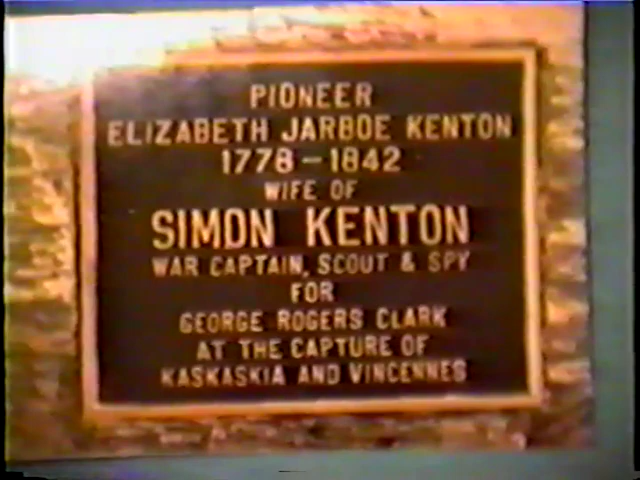 PIONEER
ELIZABETH JARBOE KENTON
1778-1842
WIFE OF
SIMON KENTON
WAR CAPTAIN, SCOUT & SPY
FOR
GEORGE ROGERS CLARK
AT THE CAPTURE OF
KASKASKIA AND VINCENNES